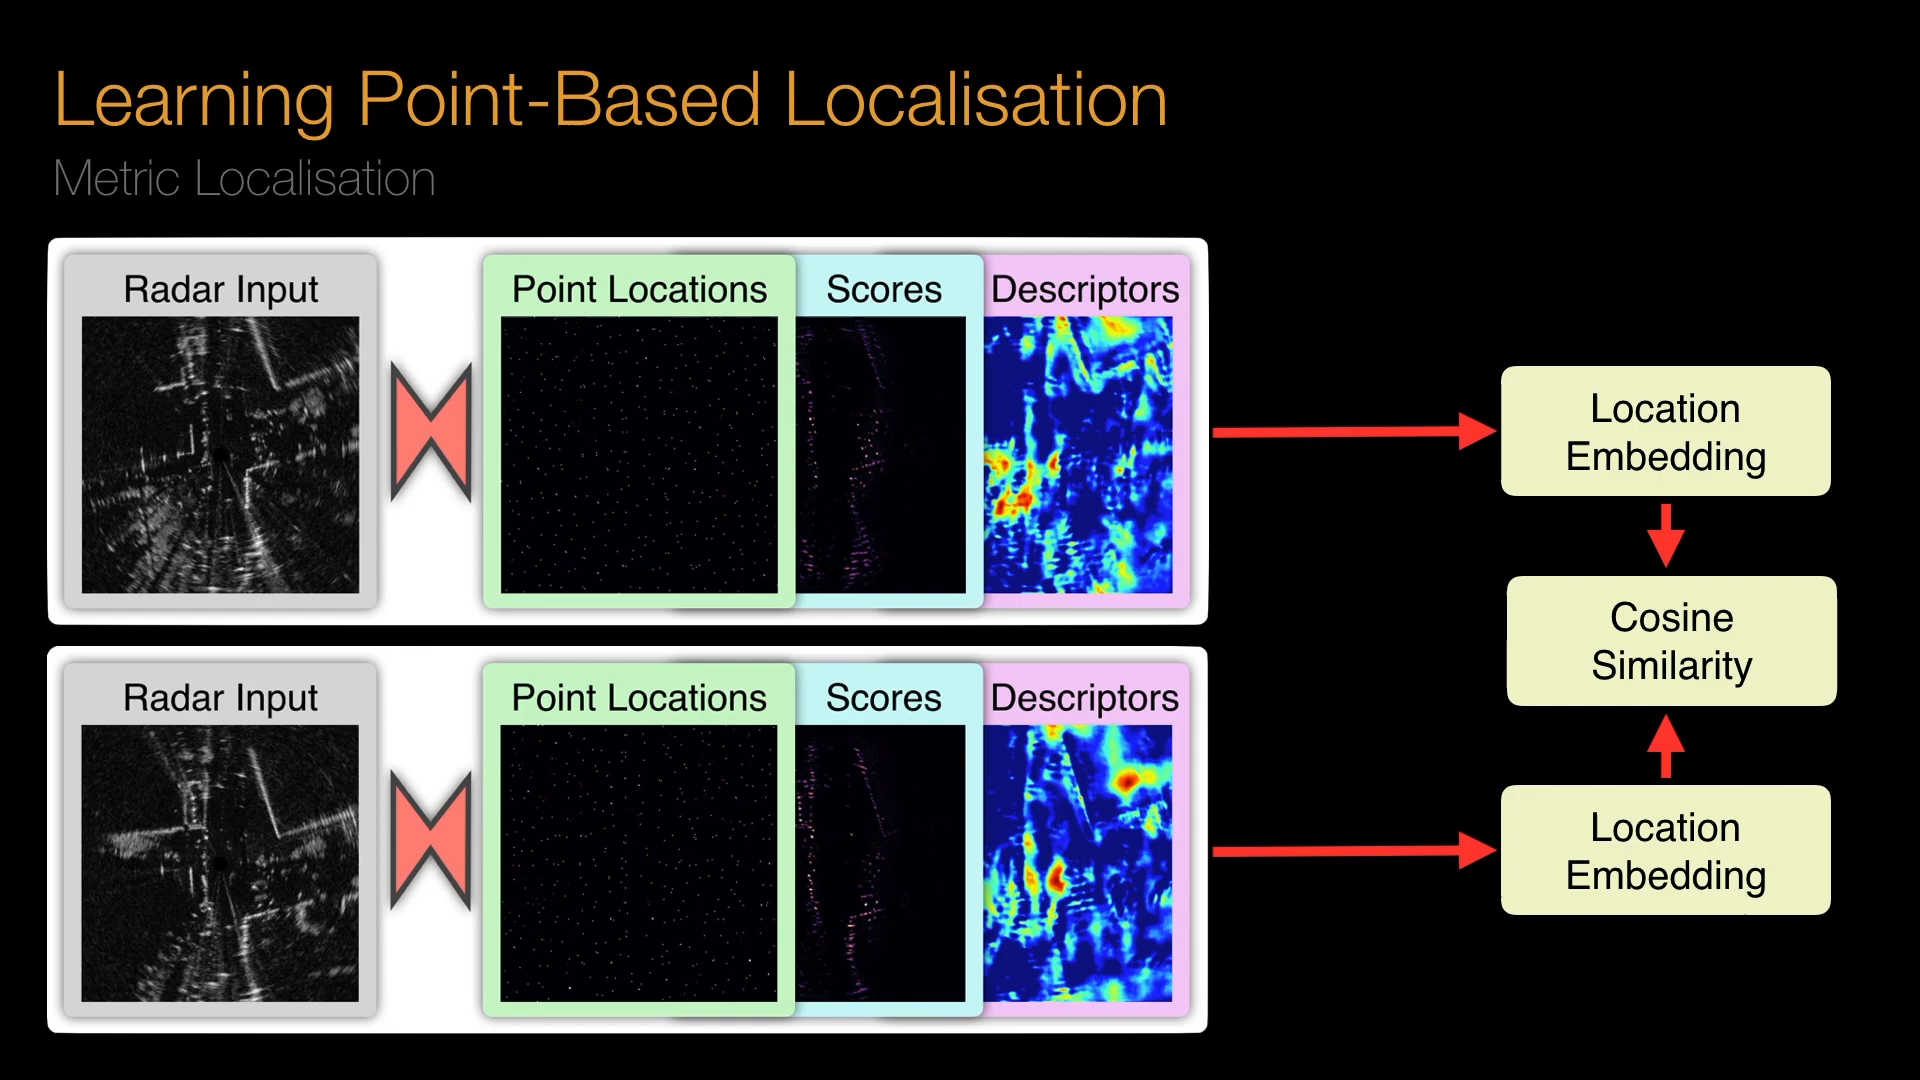 Learning Point-Based Localisation
Metric Localisation
Radar Input
Point Locations
Scores
Descriptors
Location
Embedding
Cosine
Similarity
Radar Input
Point Locations
Scores
Descriptors
Location
Embedding